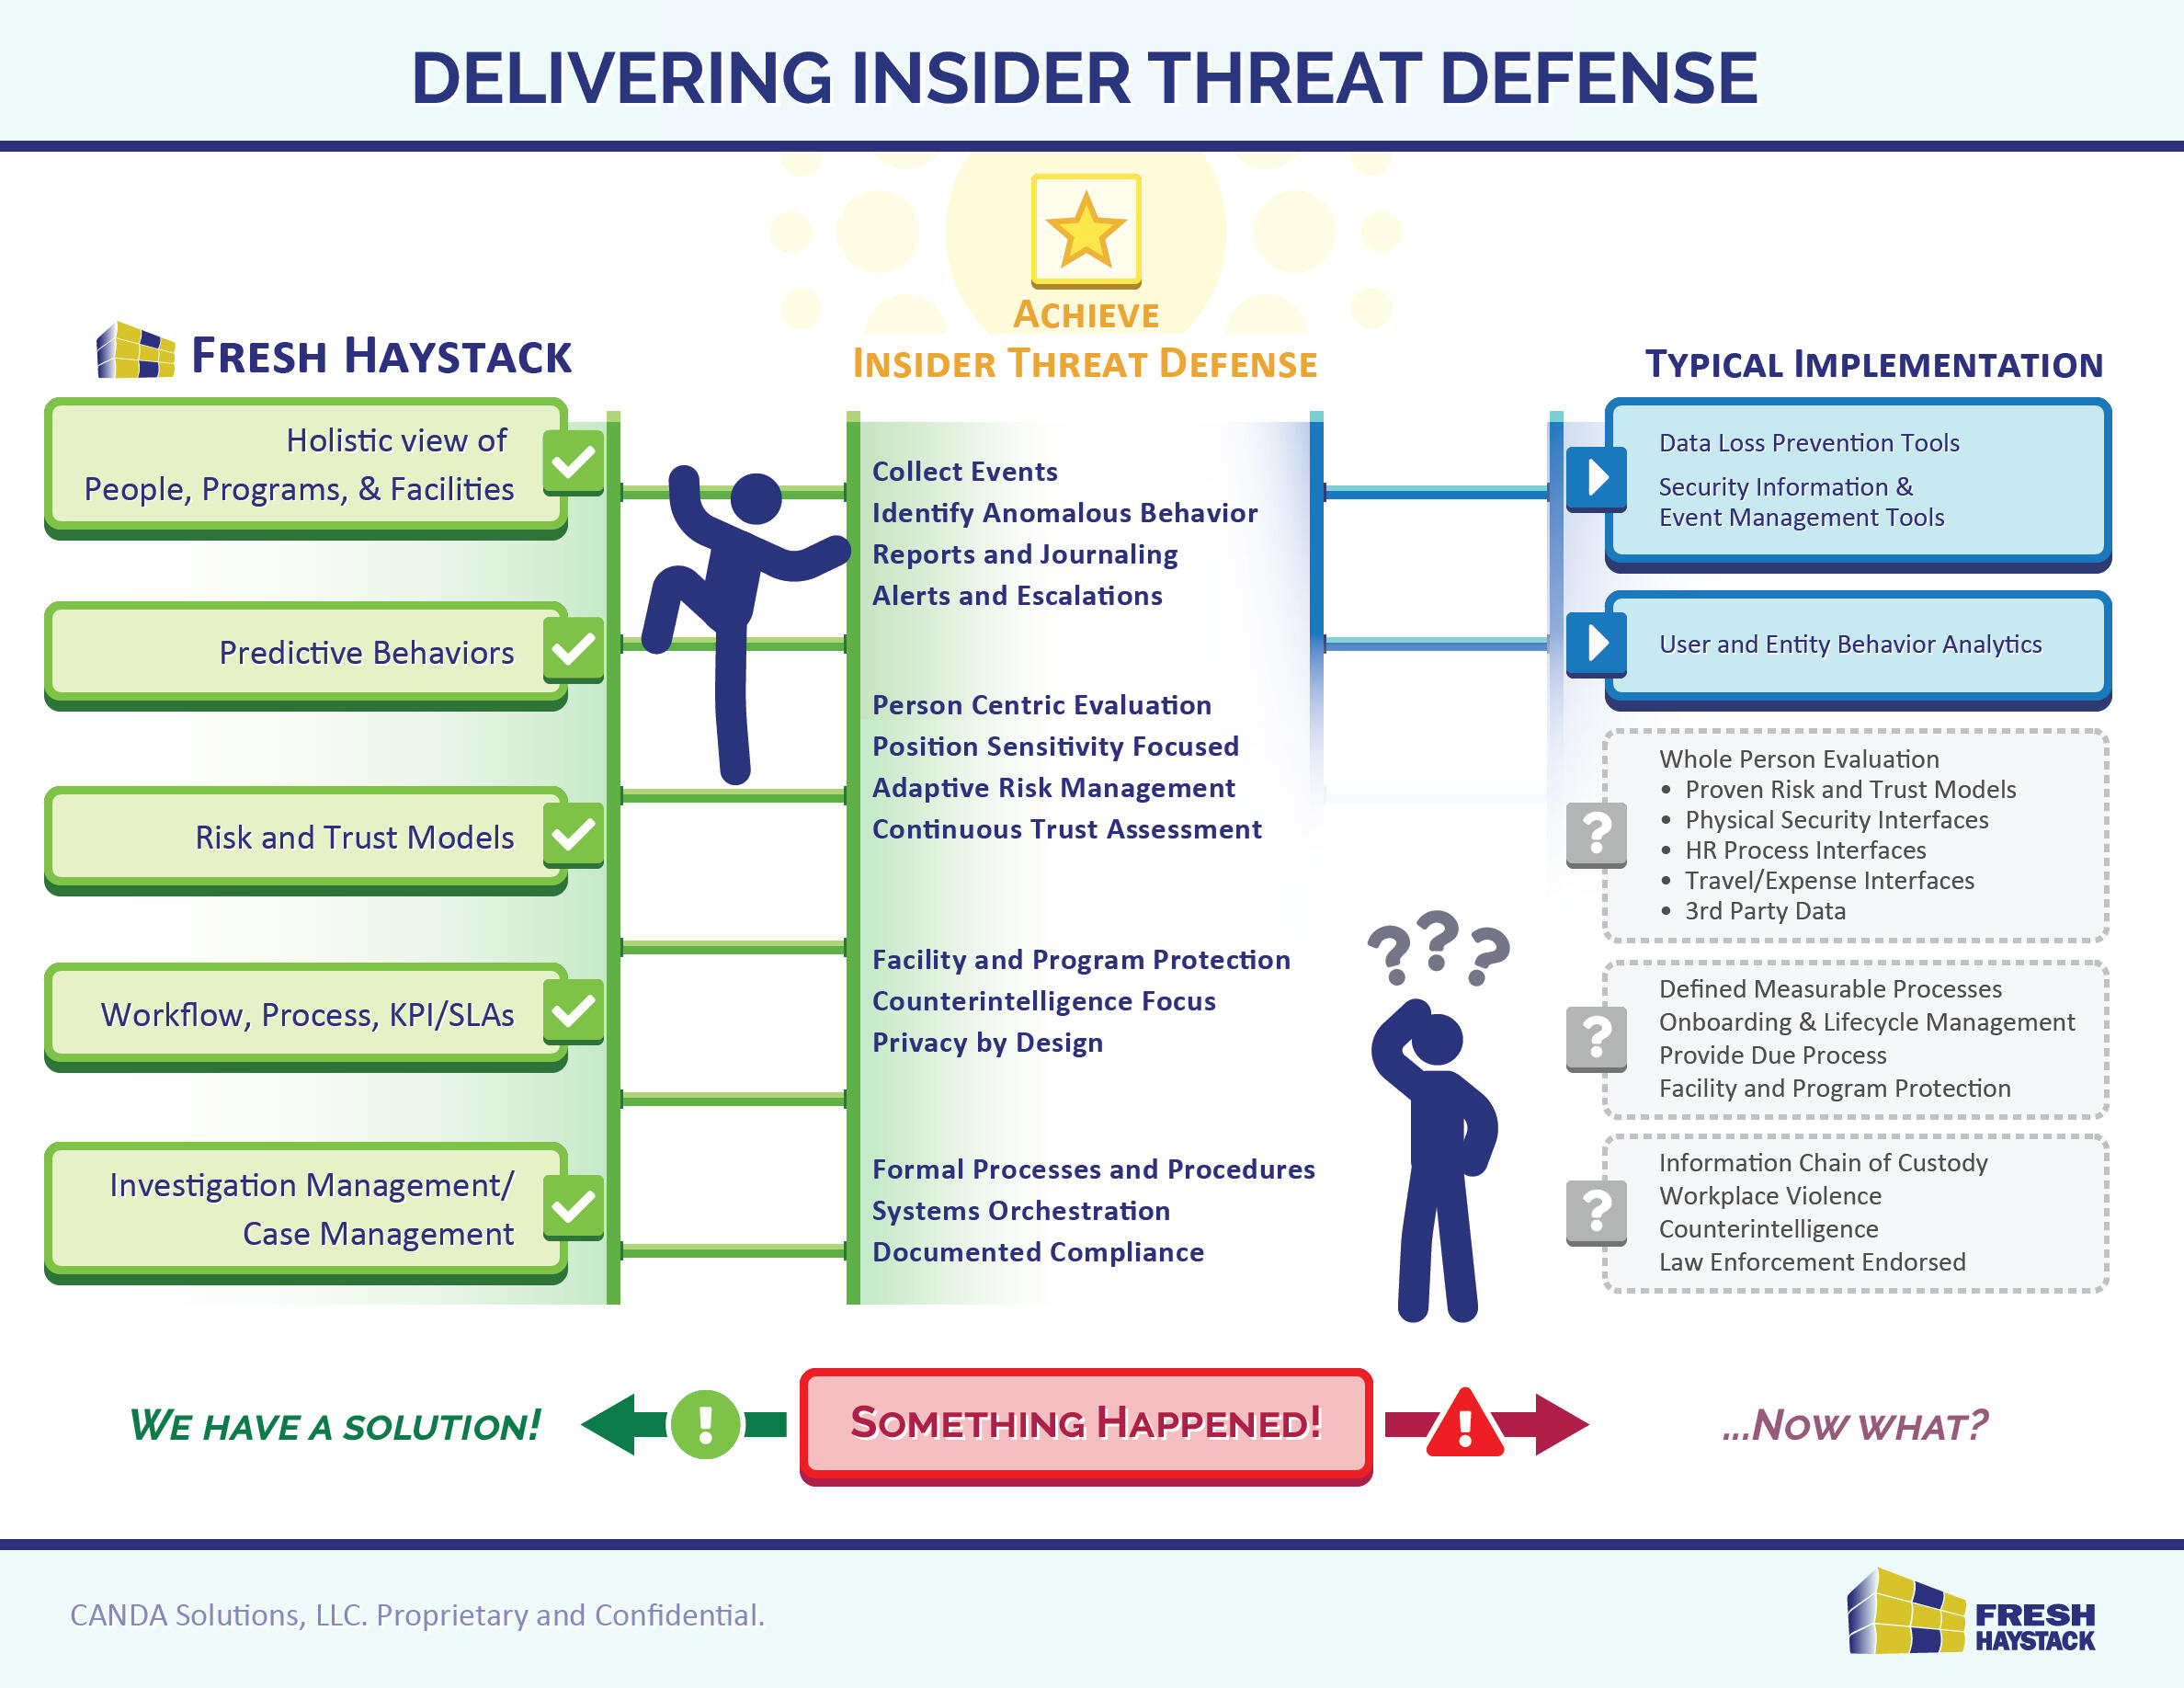 DELIVERING INSIDER THREAT DEFENSE
ACHIEVE
INSIDER THREAT DEFENSE
FRESH HAYSTACK
Holistic view of
People, Programs, & Facilities
Predictive Behaviors
Risk and Trust Models
Workflow, Process, KPI/SLAs
Investigation Management/
Case Management
Collect Events
Identify Anomalous Behavior
Reports and Journaling
Alerts and Escalations
Person Centric Evaluation
Position Sensitivity Focused
Adaptive Risk Management
Continuous Trust Assessment
Facility and Program Protection
Counterintelligence Focus
Privacy by Design
Formal Processes and Procedures
Systems Orchestration
Documented Compliance
???
TYPICAL IMPLEMENTATION
Data Loss Prevention Tools
Security Information &
Event Management Tools
User and Entity Behavior Analytics
?
Whole Person Evaluation
• Proven Risk and Trust Models
• Physical Security Interfaces
• HR Process Interfaces
• Travel/Expense Interfaces
• 3rd Party Data
?
Defined Measurable Processes
Onboarding & Lifecycle Management
Provide Due Process
Facility and Program Protection
?
Information Chain of Custody
Workplace Violence
Counterintelligence
Law Enforcement Endorsed
WE HAVE A SOLUTION!
!
SOMETHING HAPPENED!
!
...NOW WHAT?
CANDA Solutions, LLC. Proprietary and Confidential.
FRESH
HAYSTACK